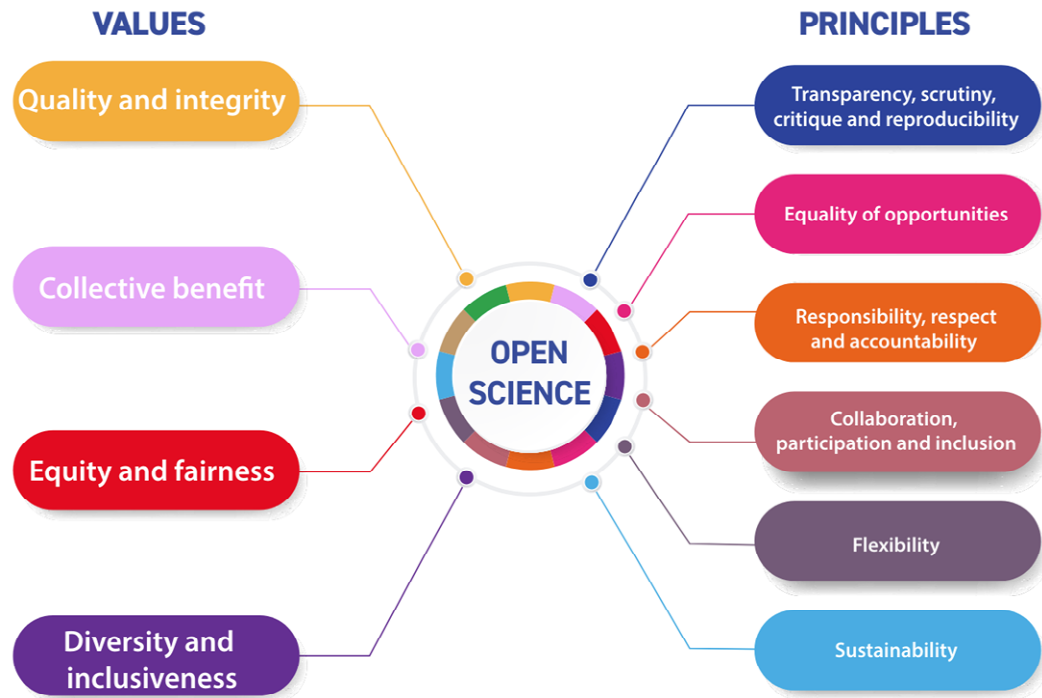 VALUES
Quality and integrity
Collective benefit
Equity and fairness
Diversity and
inclusiveness
OPEN
SCIENCE
PRINCIPLES
Transparency, scrutiny,
critique and reproducibility
Equality of opportunities
Responsibility, respect
and accountability
Collaboration,
participation and inclusion
Flexibility
Sustainability